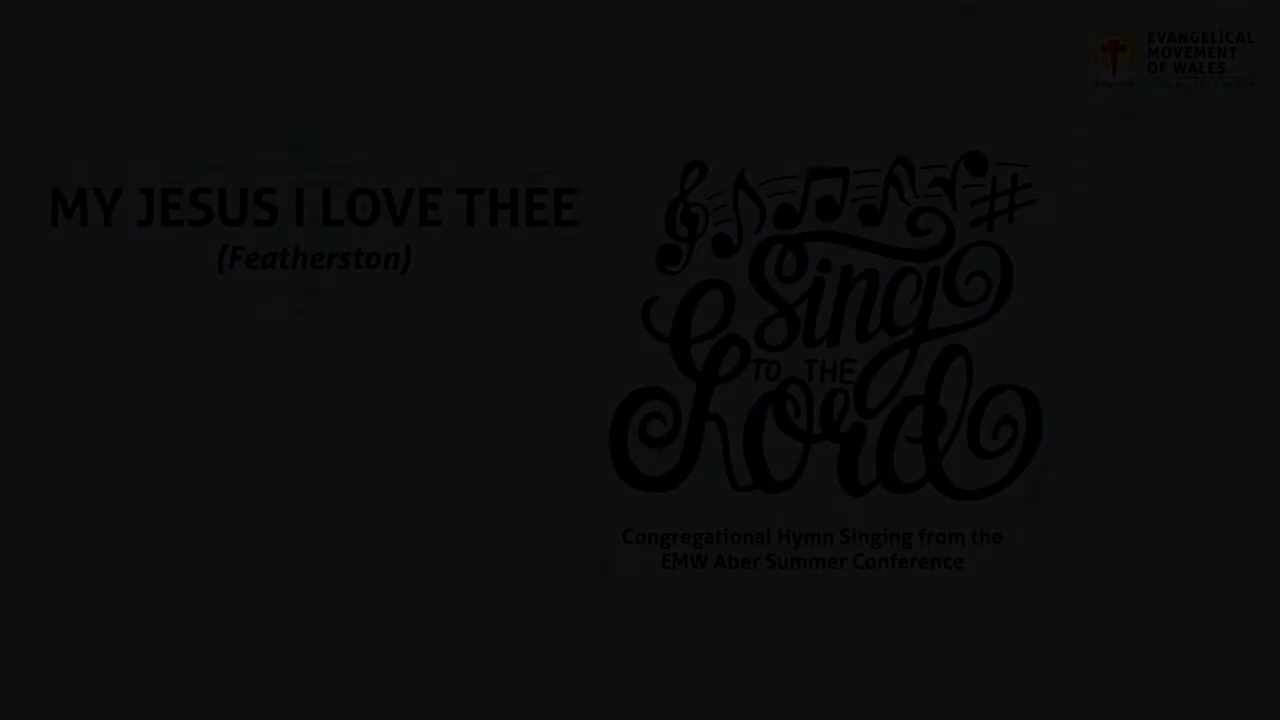 EVANGELICAL
MOVEMENT
OF WALES
MY JESUS I LOVE THEE
(Featherston)
Sing
TO THE
Lord
Congregational Hymn Singing from the
EMW Aber Summer Conference